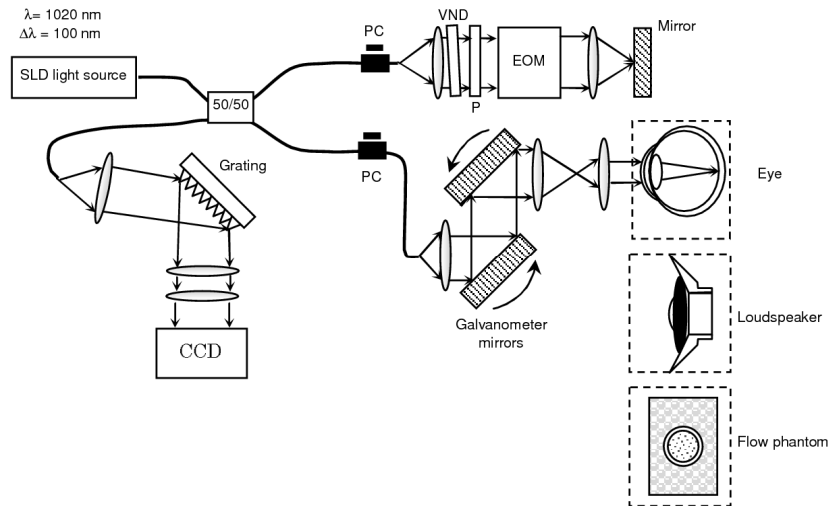 λ= 1020 nm
Δλ = 100 nm
SLD light source
50/50
PC
VND
P
EOM
Mirror
PC
Grating
Eye
Galvanometer
mirrors
Loudspeaker
CCD
Flow phantom